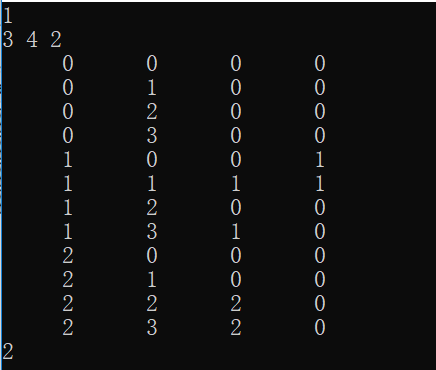 1
3 4 2
0 0 0 0
0 1 0 0
0 2 0 0
0 3 0 0
1 0 0 1
1 1 1 1
1 2 0 0
1 3 1 0
2 0 0 0
2 1 0 0
2 2 2 0
2 3 2 0
2